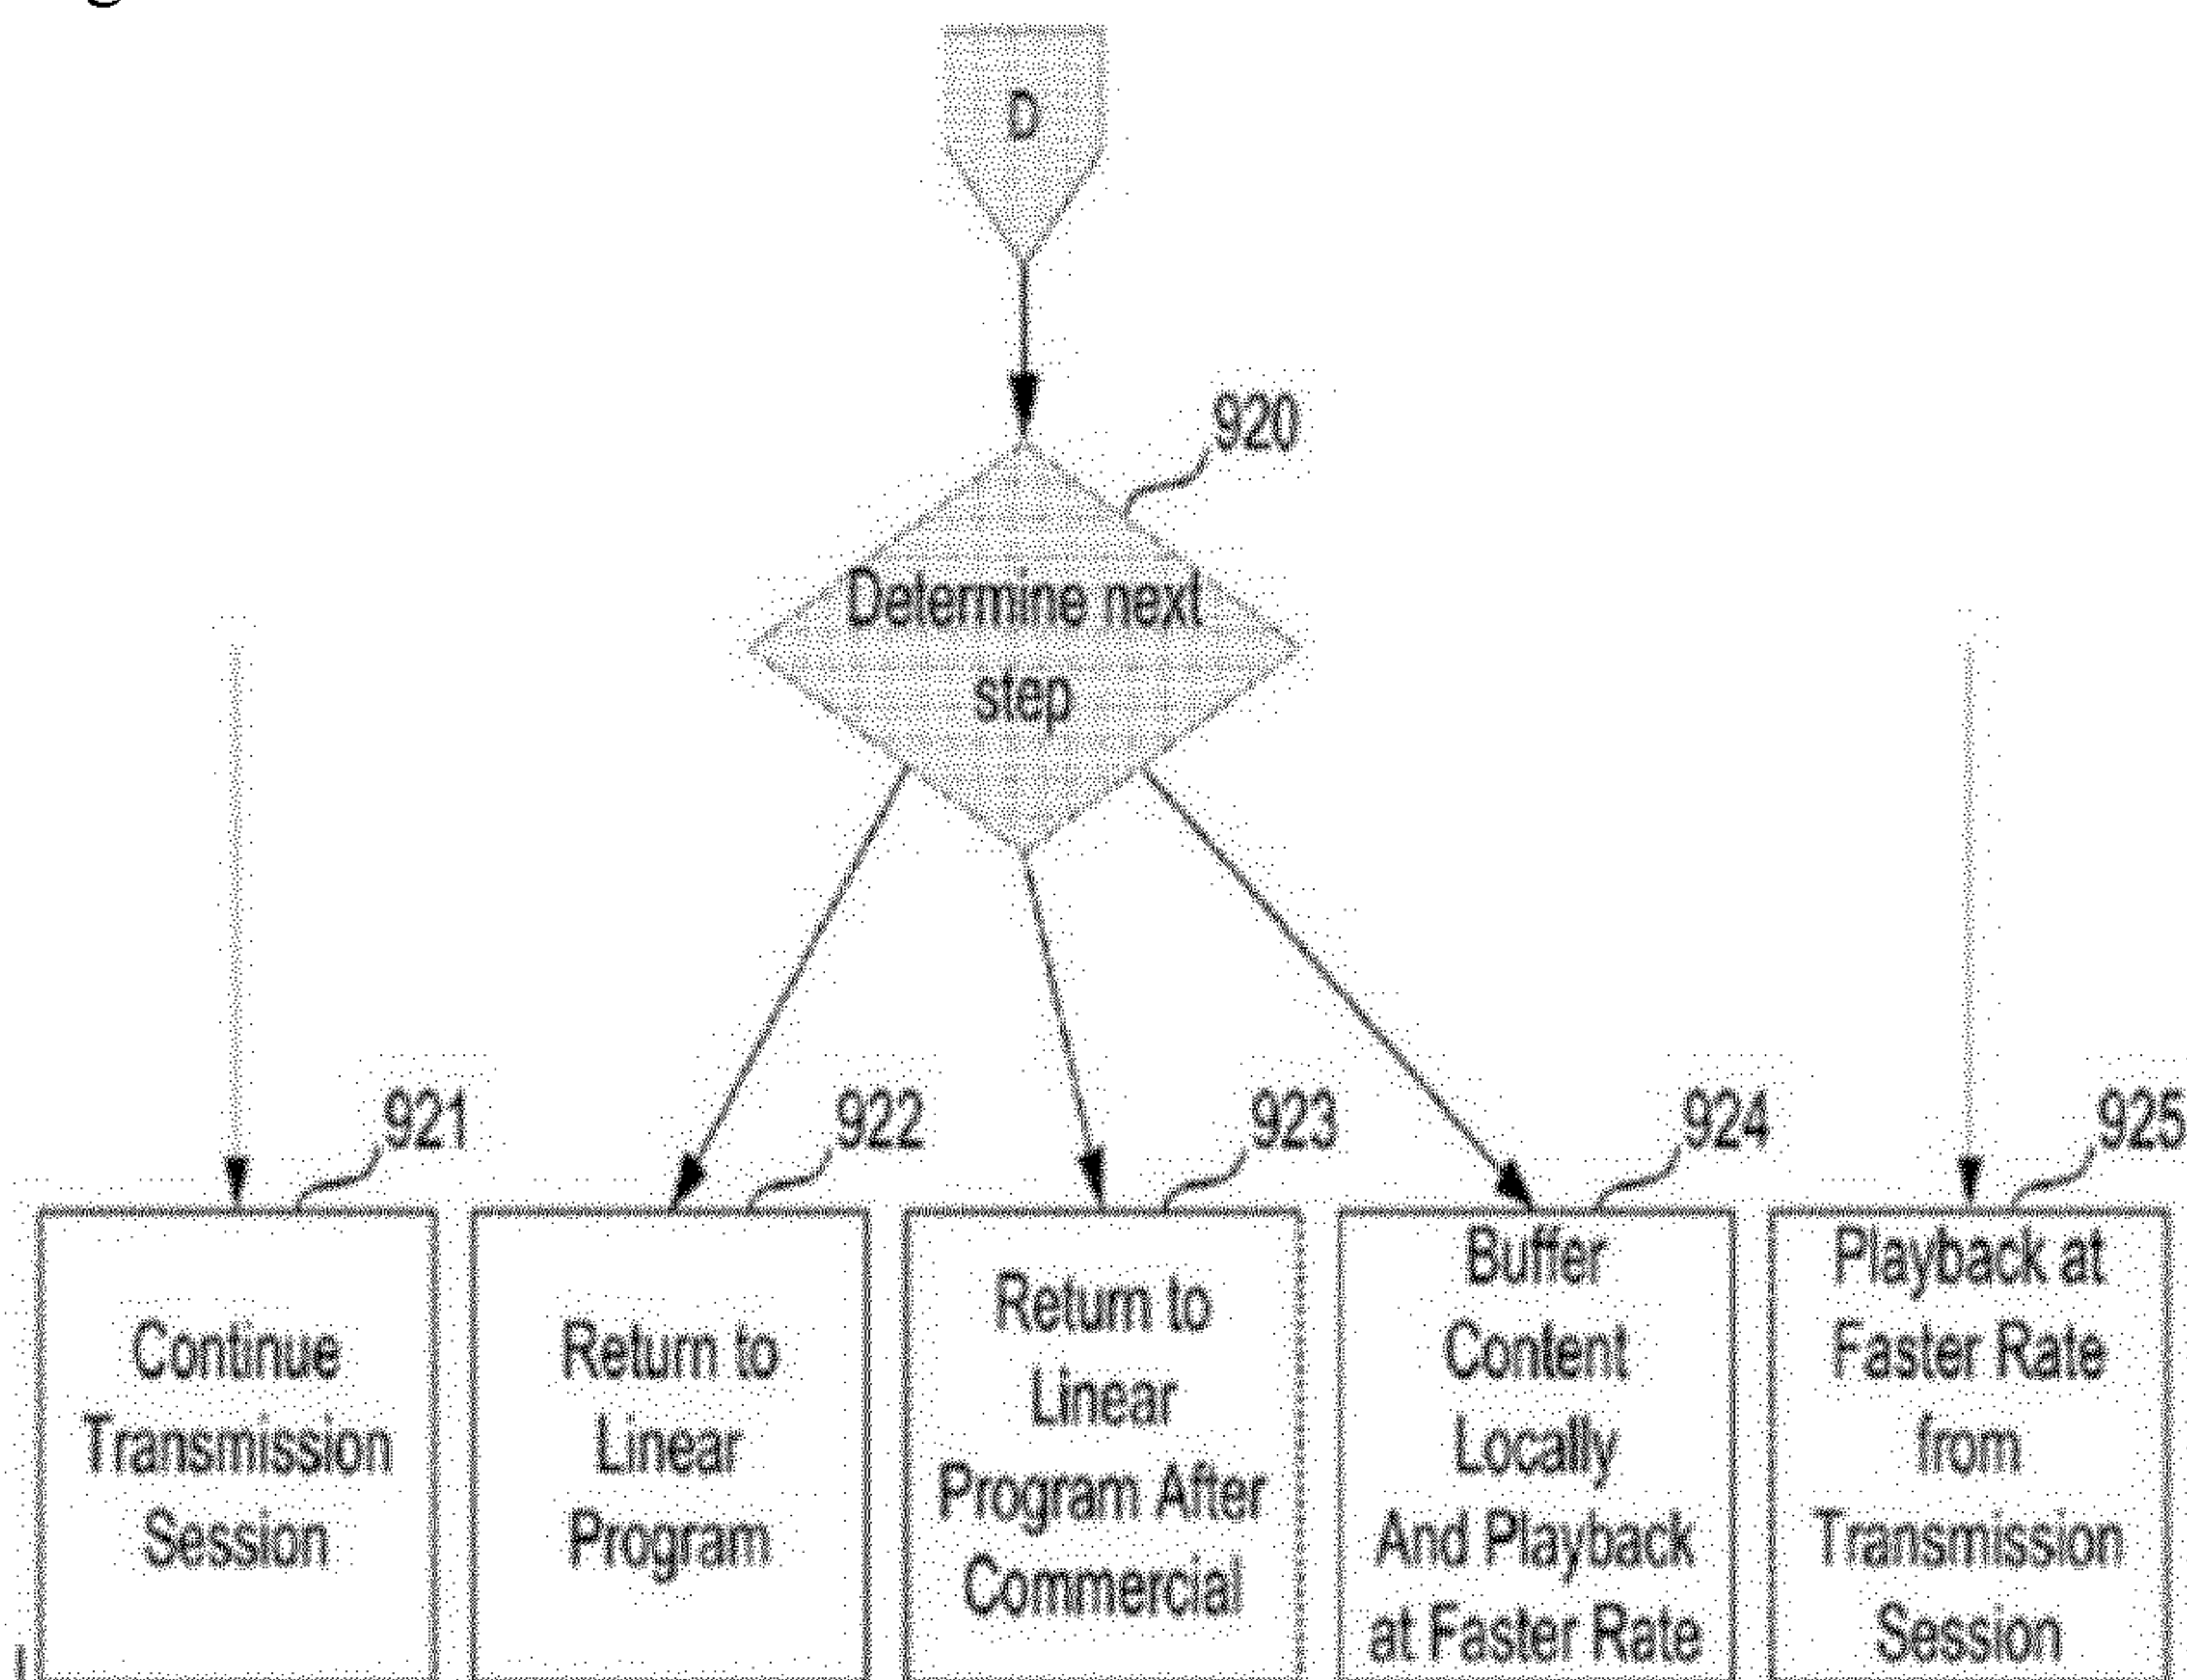 D
920
Determine next
step
921
922
923
924
925
Continue
Transmission
Session
Return to
Linear
Program
Return to
Linear
Program After
Commercial
Buffer
Content
Locally
And Playback
at Faster Rate
Playback at
Faster Rate
from
Transmission
Session